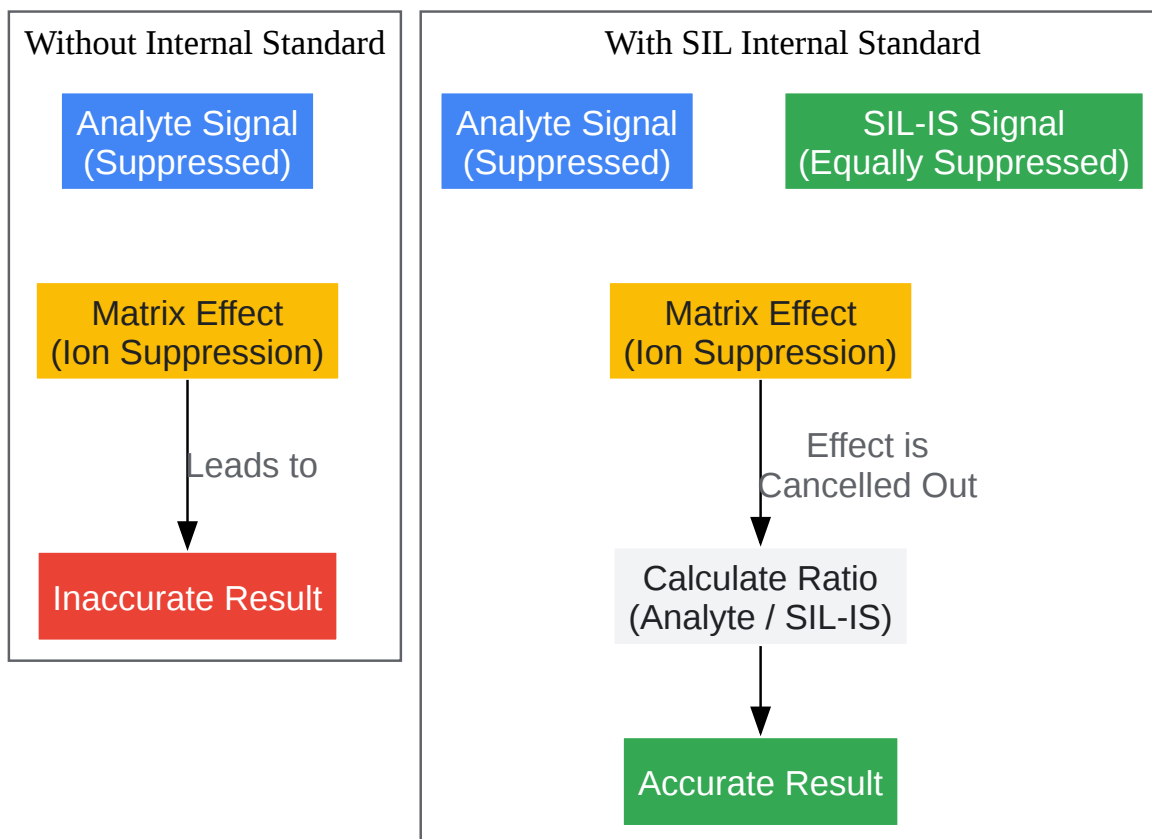 Without Internal Standard
Analyte Signal
(Suppressed)
Matrix Effect
(Ion Suppression)
Leads to
Inaccurate Result
With SIL Internal Standard
Analyte Signal
(Suppressed)
SIL-IS Signal
(Equally Suppressed)
Matrix Effect
(Ion Suppression)
Effect is
Cancelled Out
Calculate Ratio
(Analyte / SIL-IS)
Accurate Result